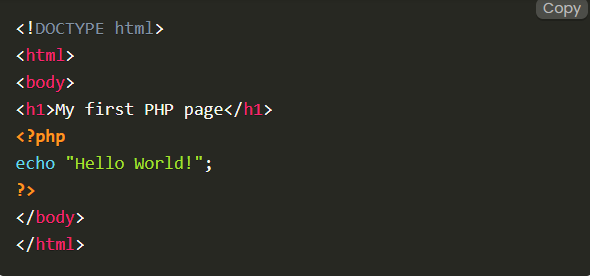 Copy
<!DOCTYPE html>
<html>
<body>
<h1>My first PHP page</h1>
<?php
echo "Hello World!";
?>
</body>
</html>